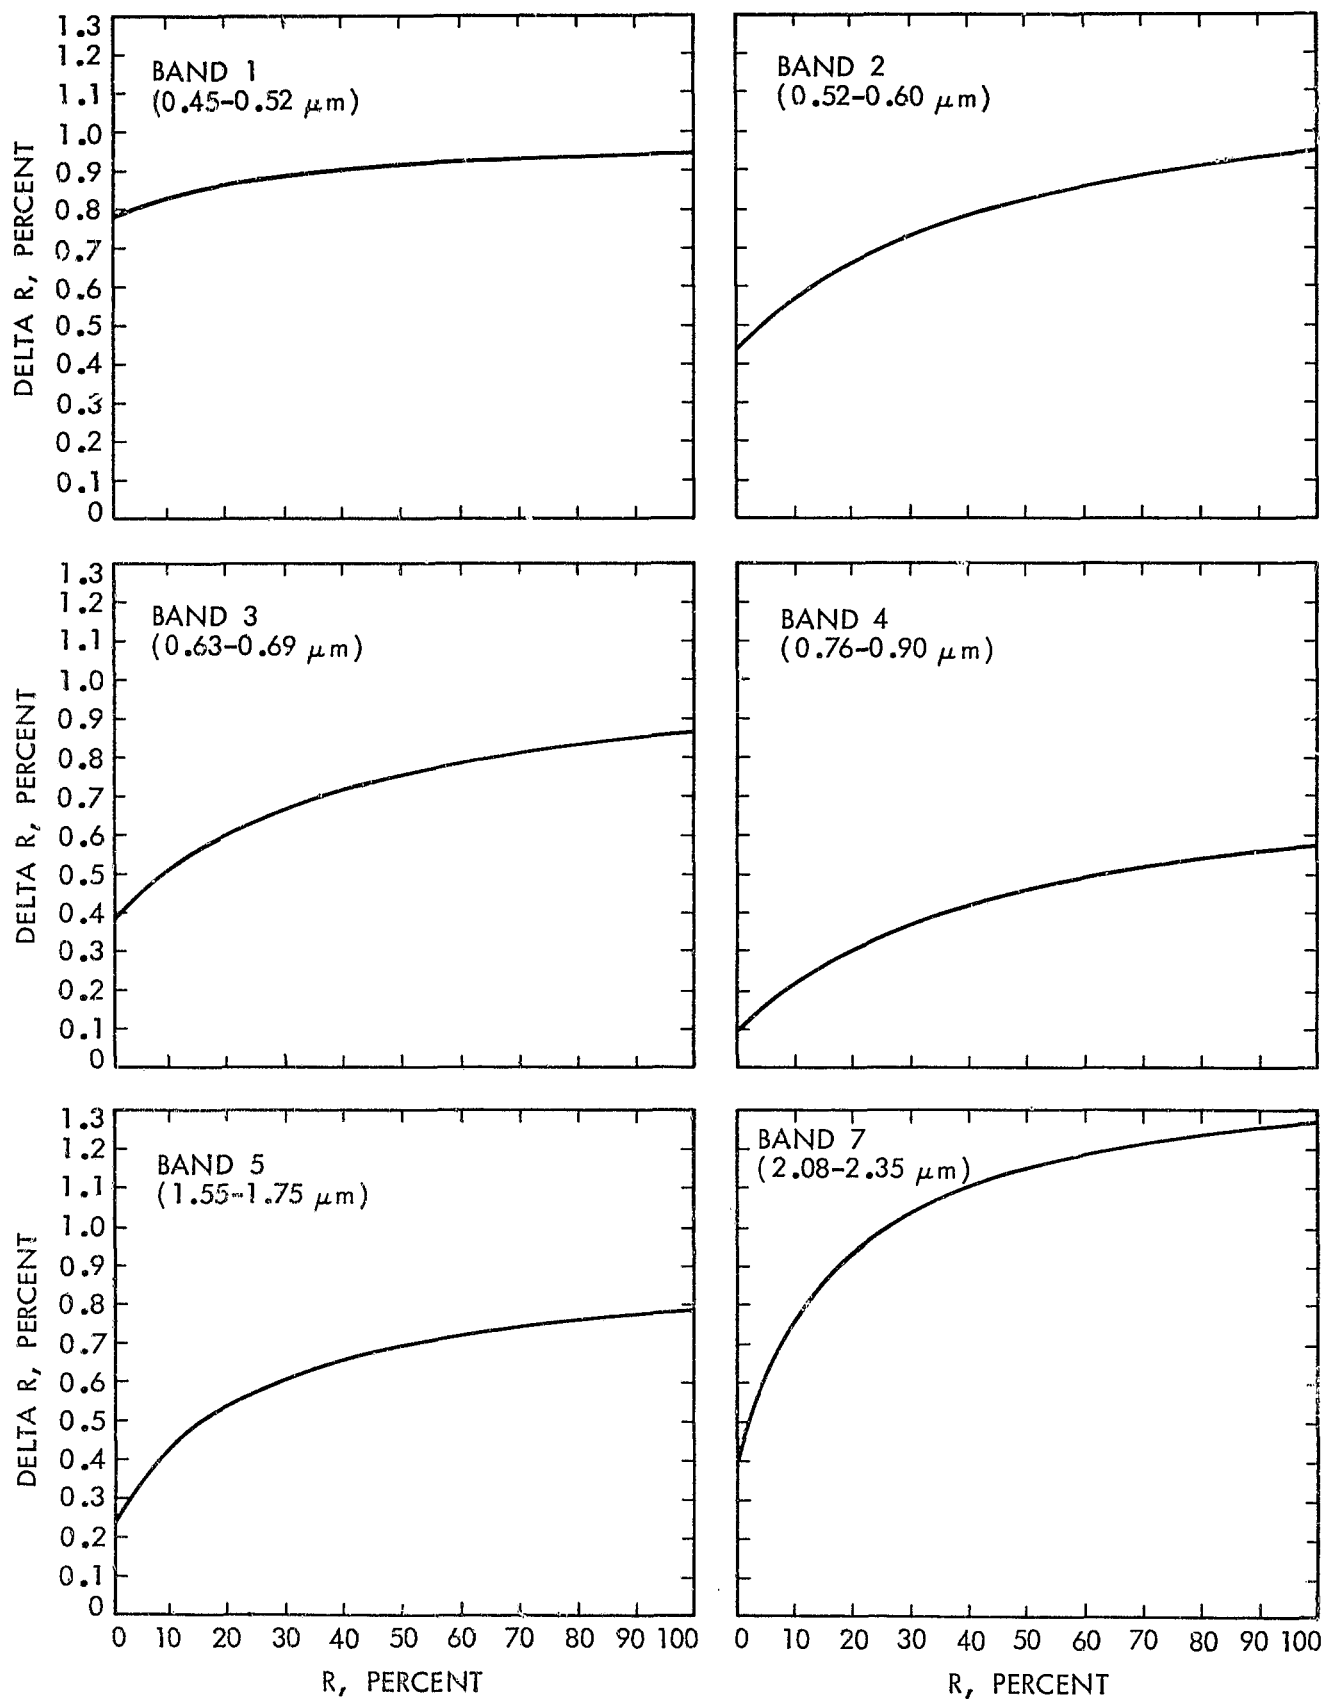 1.3
1.2
1.1
1.0
0.9
0.8
0.7
0.6
0.5
0.4
0.3
0.2
0.1
0
DELTA R, PERCENT
BAND 1
(0.45-0.52 μm)
BAND 2
(0.52-0.60 μm)
1.3
1.2
1.1
1.0
0.9
0.8
0.7
0.6
0.5
0.4
0.3
0.2
0.1
0
DELTA R, PERCENT
BAND 3
(0.63-0.69 μm)
BAND 4
(0.76-0.90 μm)
1.3
1.2
1.1
1.0
0.9
0.8
0.7
0.6
0.5
0.4
0.3
0.2
0.1
0
DELTA R, PERCENT
BAND 5
(1.55-1.75 μm)
BAND 7
(2.08-2.35 μm)
0 10 20 30 40 50 60 70 80 90 100
0 10 20 30 40 50 60 70 80 90 100
R, PERCENT
R, PERCENT